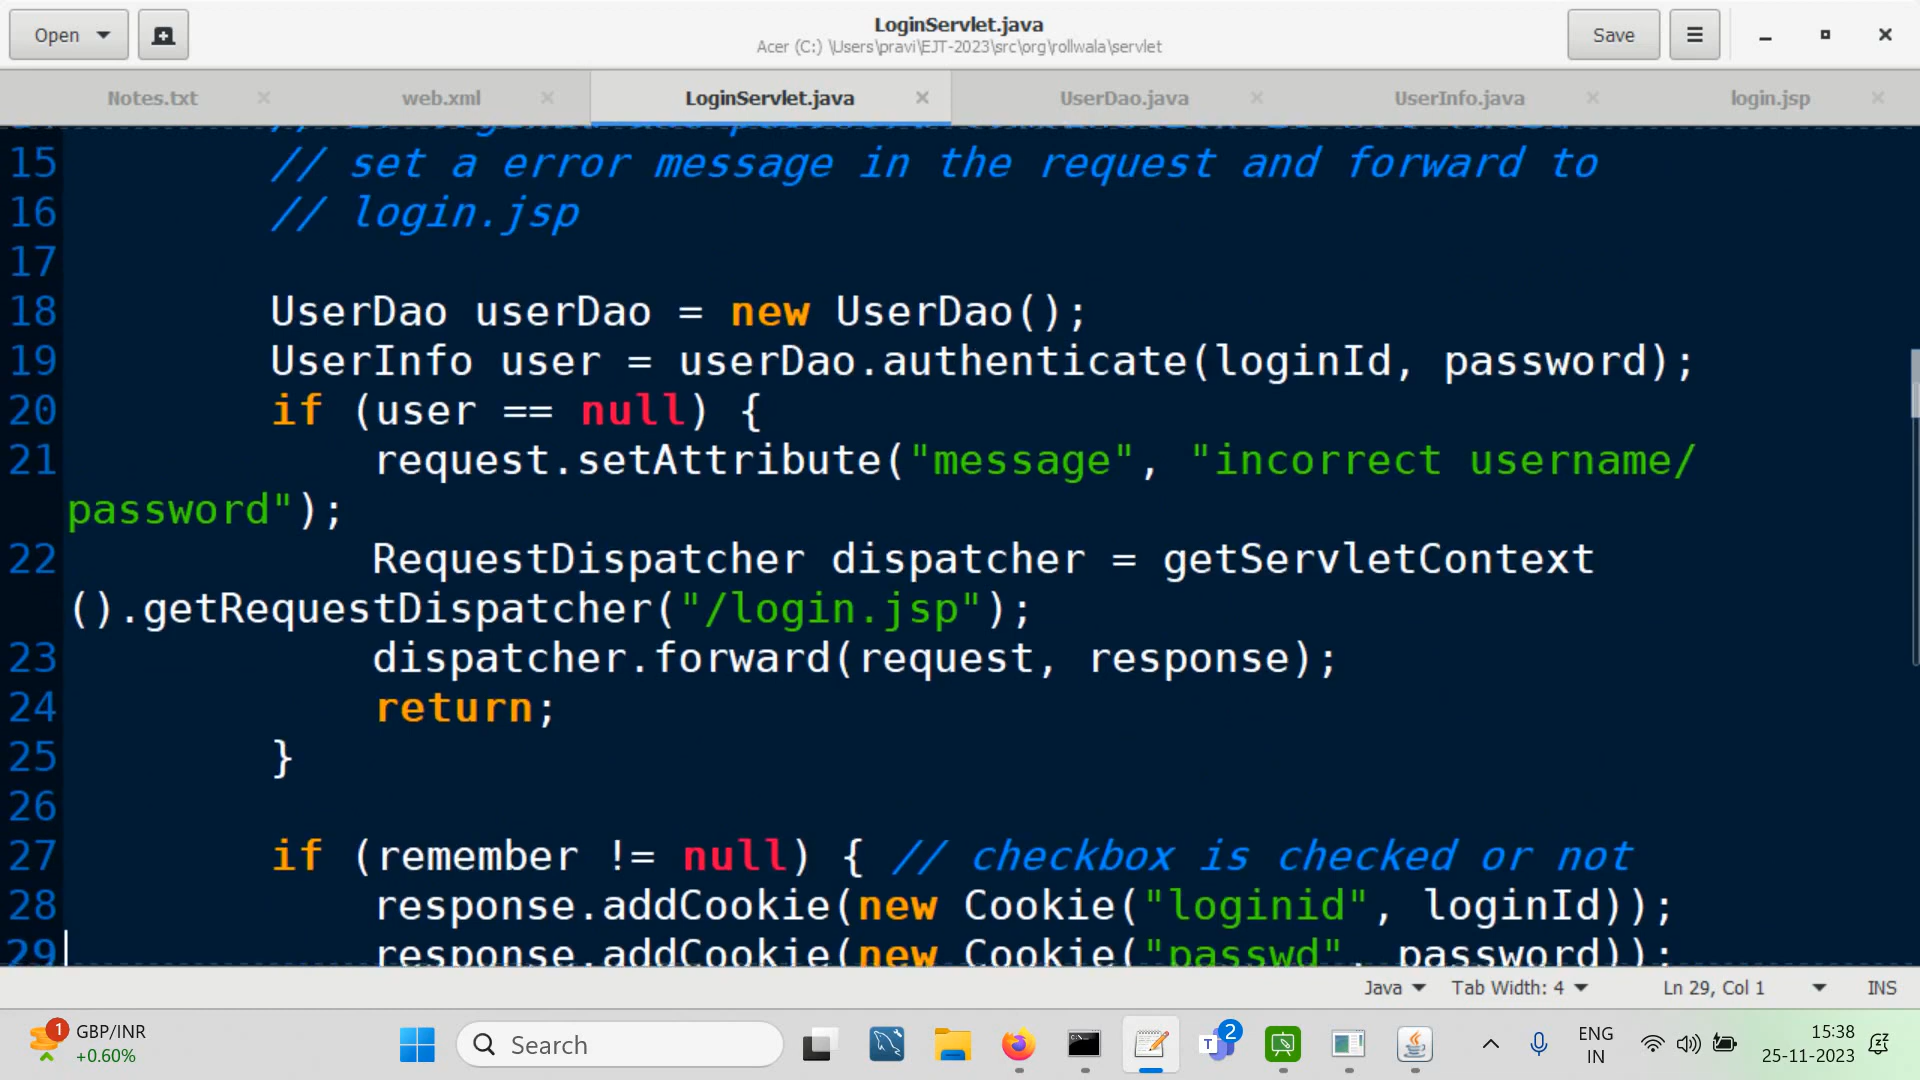 Open
LoginServlet.java
Acer (C:) \Users\pravi\EJT-2023\src\org\rollwala\servlet
Save
Notes.txt
web.xml
LoginServlet.java
UserDao.java
UserInfo.java
login.jsp
15 // set a error message in the request and forward to
16 // login.jsp
17
18 UserDao userDao = new UserDao();
19 UserInfo user = userDao.authenticate(loginId, password);
20 if (user == null) {
21 request.setAttribute("message", "incorrect username/
password");
22 RequestDispatcher dispatcher = getServletContext
().getRequestDispatcher("/login.jsp");
23 dispatcher.forward(request, response);
24 return;
25 }
26
27 if (remember != null) { // checkbox is checked or not
28 response.addCookie(new Cookie("loginid", loginId));
29 response.addCookie(new Cookie("passwd", password));
Java
Tab Width: 4
Ln 29, Col 1
INS
1
GBP/INR
+0.60%
Search
T
2
ENG
IN
15:38
25-11-2023